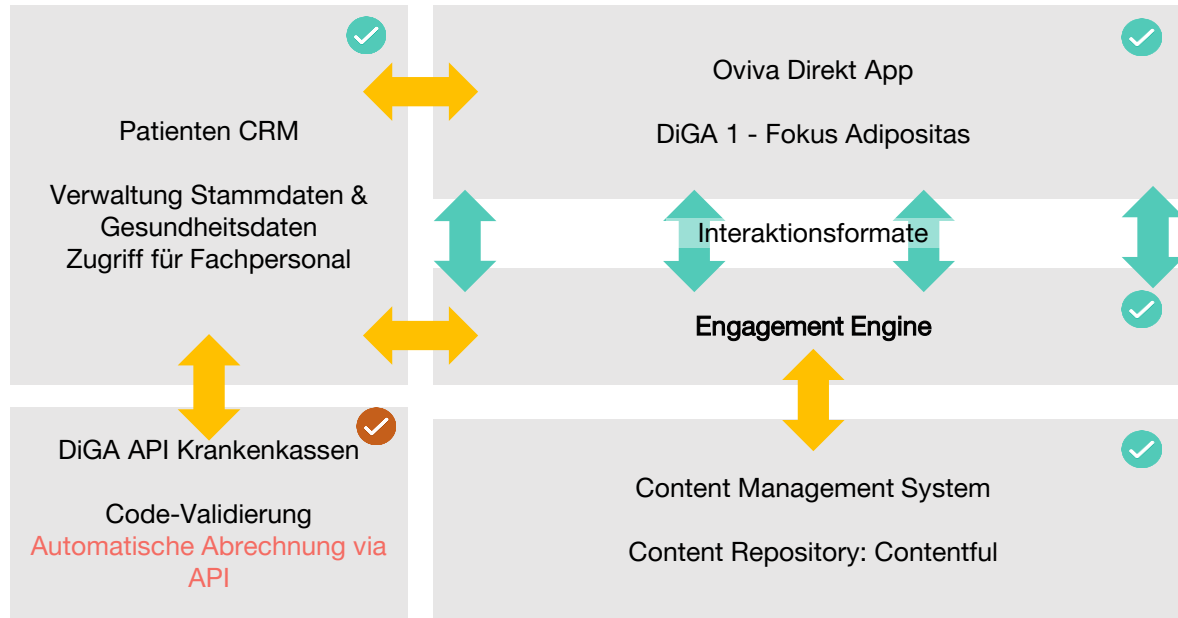 Patienten CRM
Verwaltung Stammdaten &
Gesundheitsdaten
Zugriff für Fachpersonal
Oviva Direkt App
DiGA 1 - Fokus Adipositas
Interaktionsformate
Engagement Engine
DiGA API Krankenkassen
Code-Validierung
Automatische Abrechnung via
API
Content Management System
Content Repository: Contentful